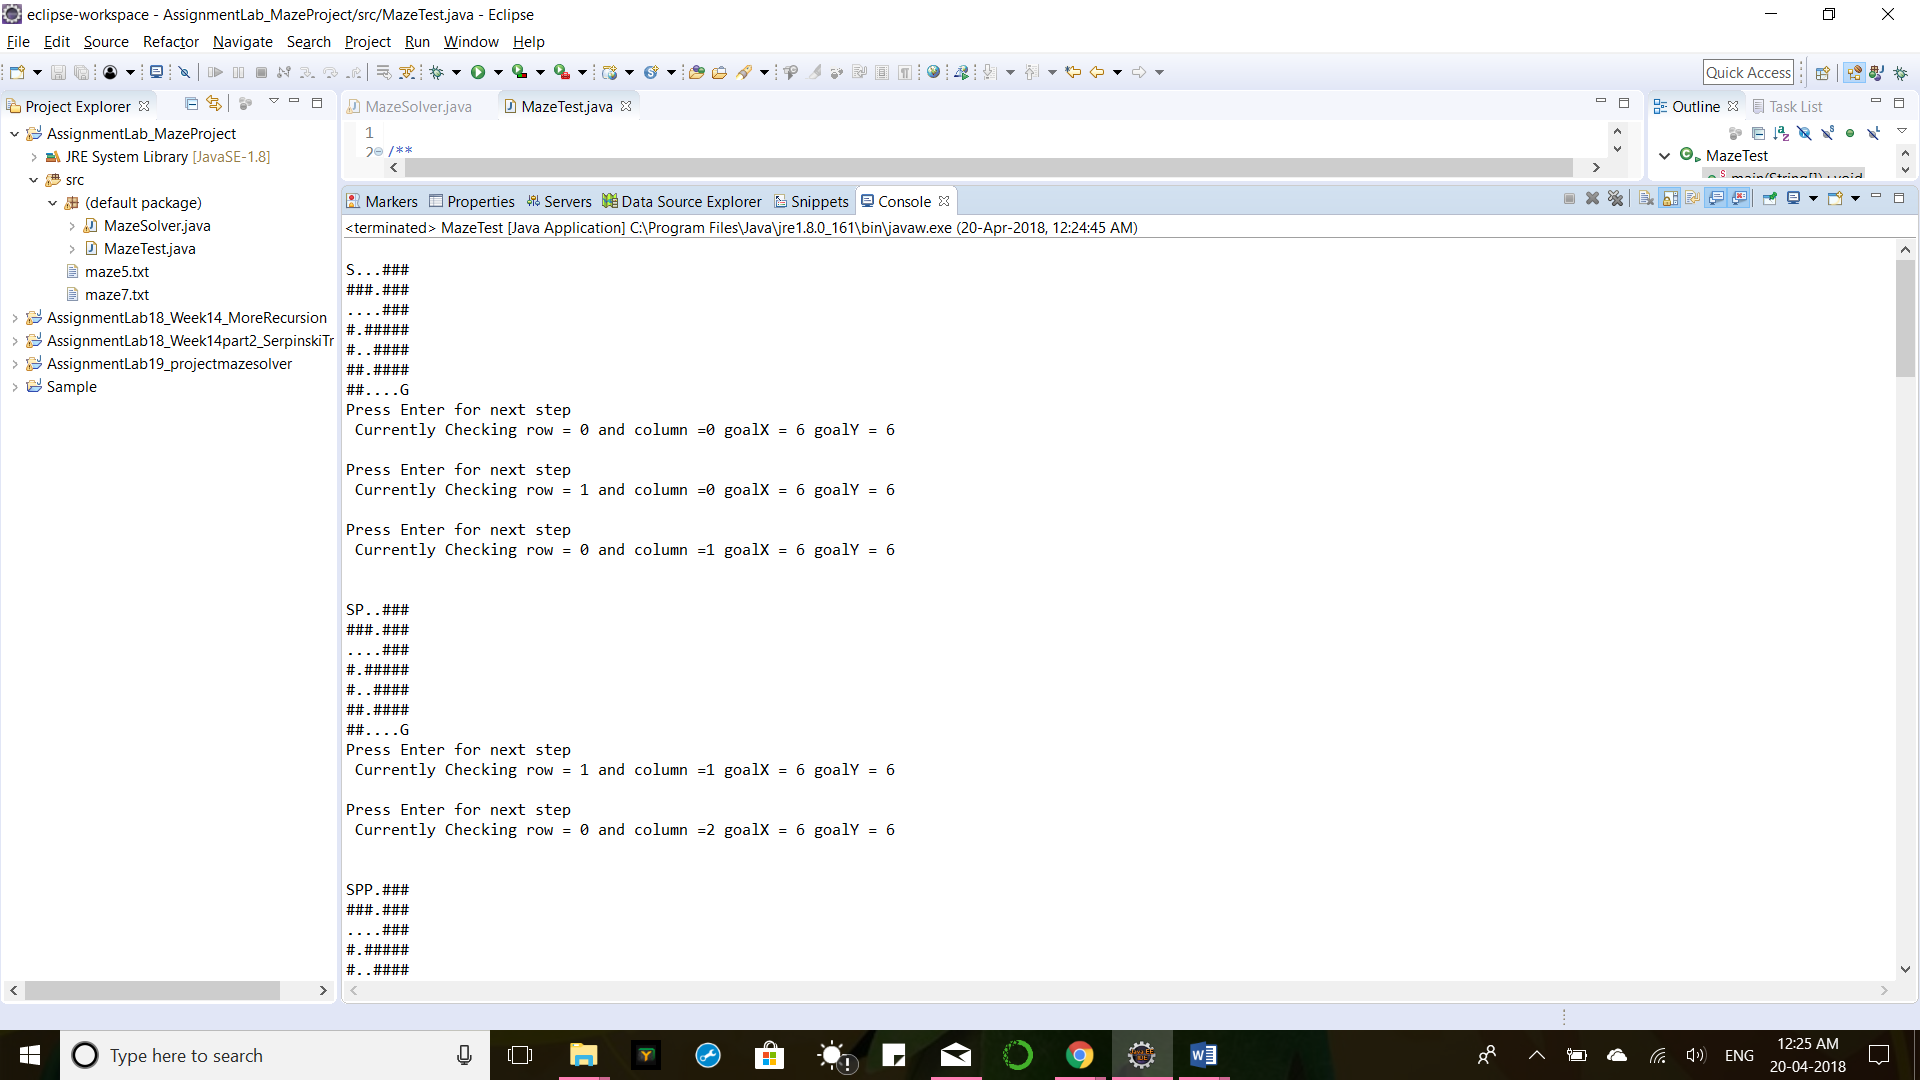 eclipse-workspace - AssignmentLab_MazeProject/src/MazeTest.java - Eclipse
File Edit Source Refactor Navigate Search Project Run Window Help
Quick Access
Project Explorer
MazeSolver.java
MazeTest.java
Outline
Task List
AssignmentLab_MazeProject
JRE System Library [JavaSE-1.8]
src
(default package)
MazeSolver.java
MazeTest.java
maze5.txt
maze7.txt
AssignmentLab18_Week14_MoreRecursion
AssignmentLab18_Week14part2_SerpinskiTr
AssignmentLab19_projectmazesolver
Sample
1
2 /**
MazeTest
main(String[]) : void
Markers Properties Servers Data Source Explorer Snippets Console
<terminated> MazeTest [Java Application] C:\Program Files\Java\jre1.8.0_161\bin\javaw.exe (20-Apr-2018, 12:24:45 AM)
S...###
###.###
....###
#.#####
#..####
##.####
##....G
Press Enter for next step
Currently Checking row = 0 and column =0 goalX = 6 goalY = 6
Press Enter for next step
Currently Checking row = 1 and column =0 goalX = 6 goalY = 6
Press Enter for next step
Currently Checking row = 0 and column =1 goalX = 6 goalY = 6
SP..###
###.###
....###
#.#####
#..####
##.####
##....G
Press Enter for next step
Currently Checking row = 1 and column =1 goalX = 6 goalY = 6
Press Enter for next step
Currently Checking row = 0 and column =2 goalX = 6 goalY = 6
SPP.###
###.###
....###
#.#####
#..####
Type here to search
ENG
12:25 AM
20-04-2018